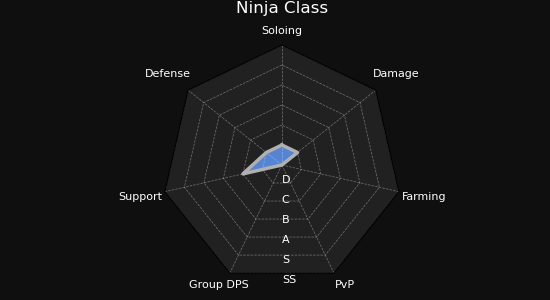 Ninja Class
Soloing
Defense
Damage
Support
Farming
D
C
B
A
S
SS
Group DPS
PvP